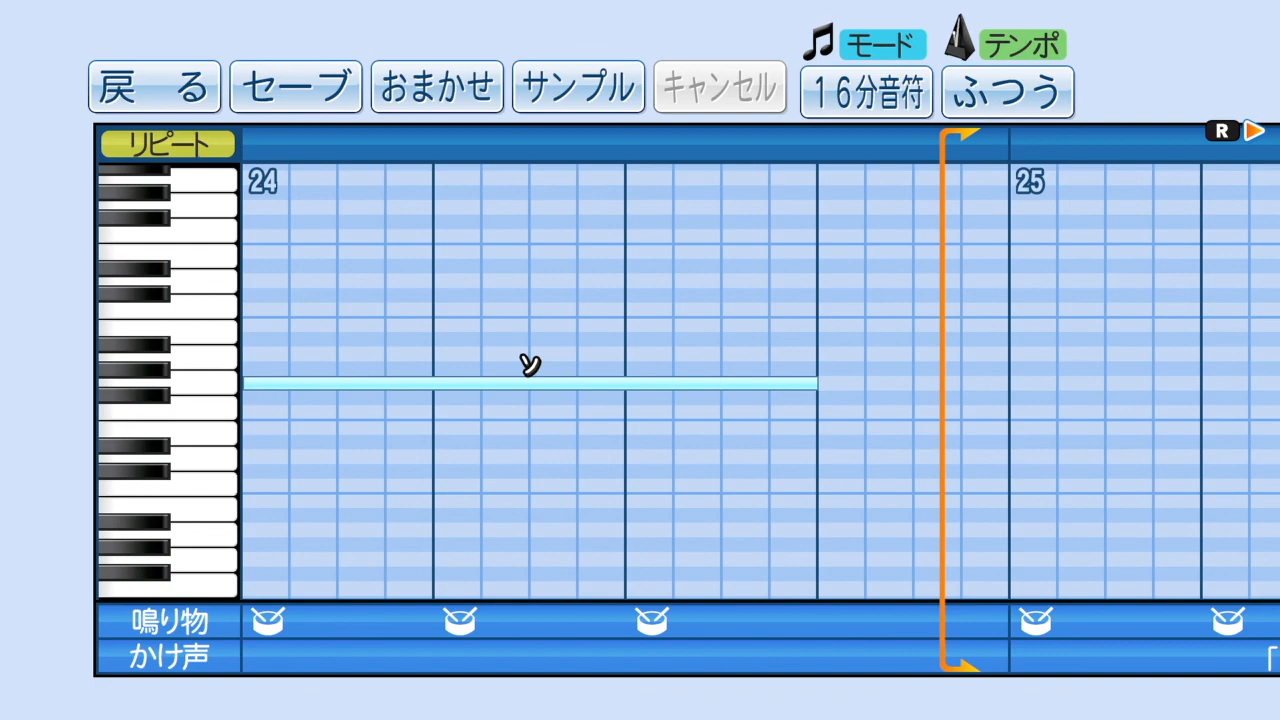 モード テンポ
戻 る セーブ おまかせ サンプル キャンセル 16分音符 ふつう
リピート R
24 25
ッ
鳴り物
かけ声 「